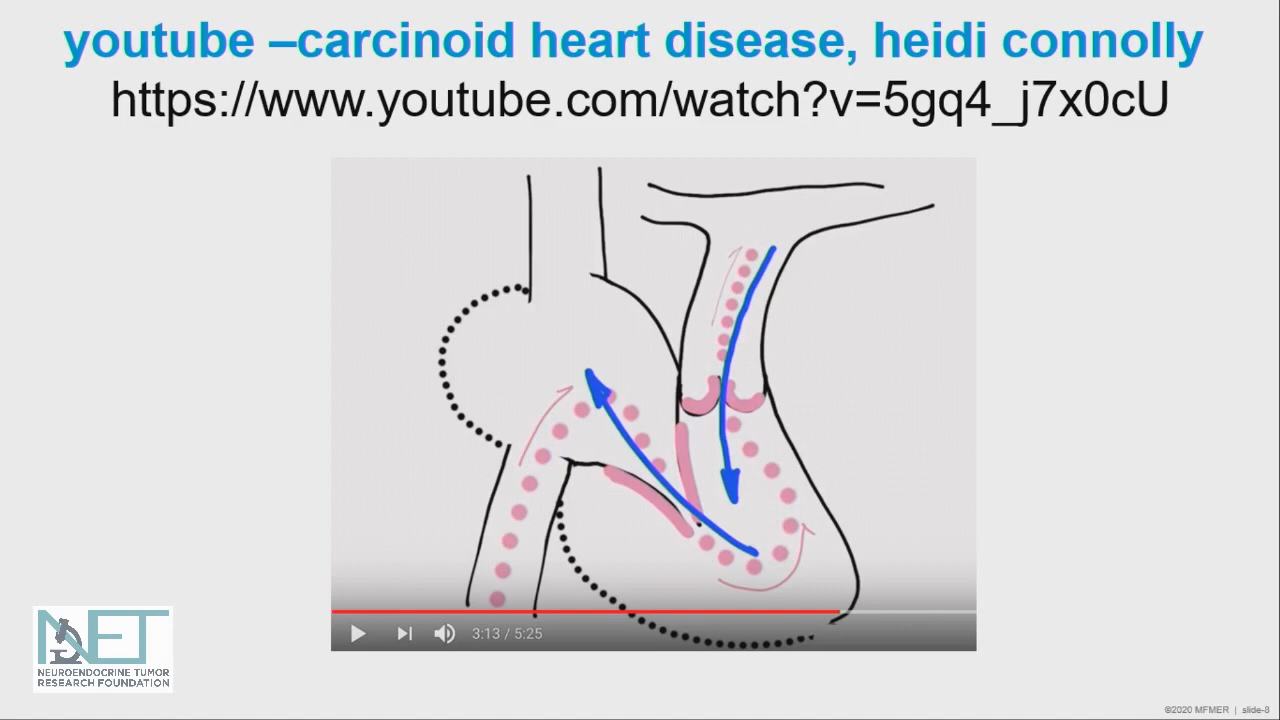 youtube –carcinoid heart disease, heidi connolly
https://www.youtube.com/watch?v=5gq4_j7x0cU
3:13 / 5:25
NET
NEUROENDOCRINE TUMOR
RESEARCH FOUNDATION
©2020 MFMER | slide-8